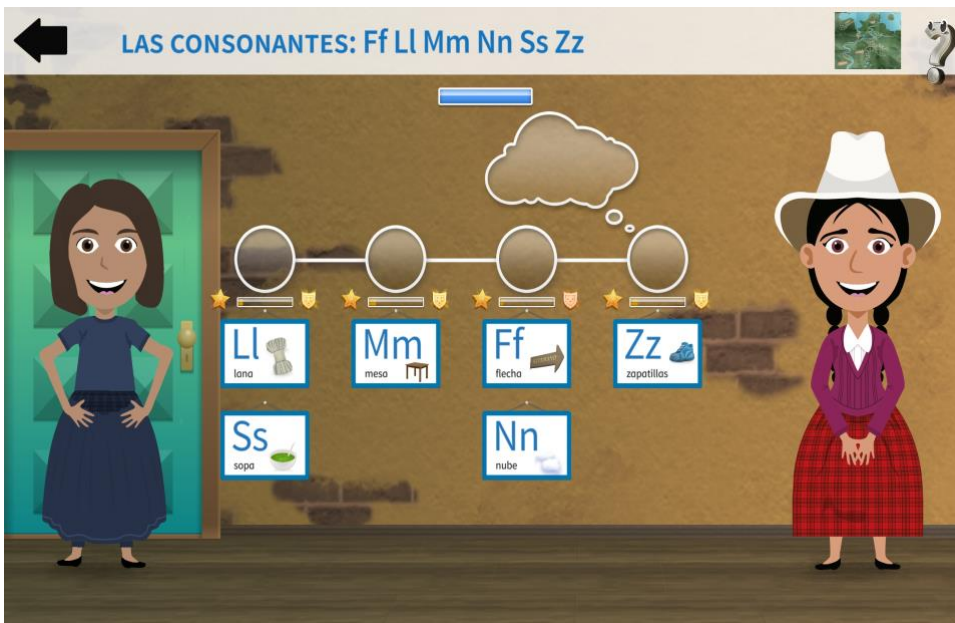 LAS CONSONANTES: Ff Ll Mm Nn Ss Zz
Ll
lana
Mm
mesa
Ff
flecha
Zz
zapatillas
Ss
sopa
Nn
nube